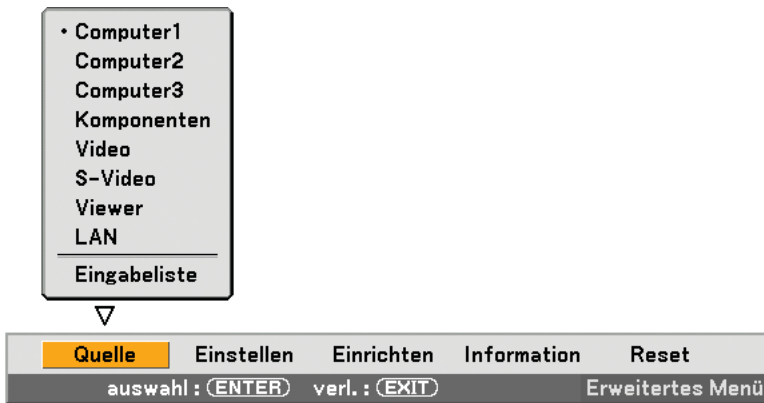 • Computer1
Computer2
Computer3
Komponenten
Video
S-Video
Viewer
LAN
Eingabeliste
Quelle Einstellen Einrichten Information Reset
auswahl : (ENTER) verl. : (EXIT) Erweitertes Menü